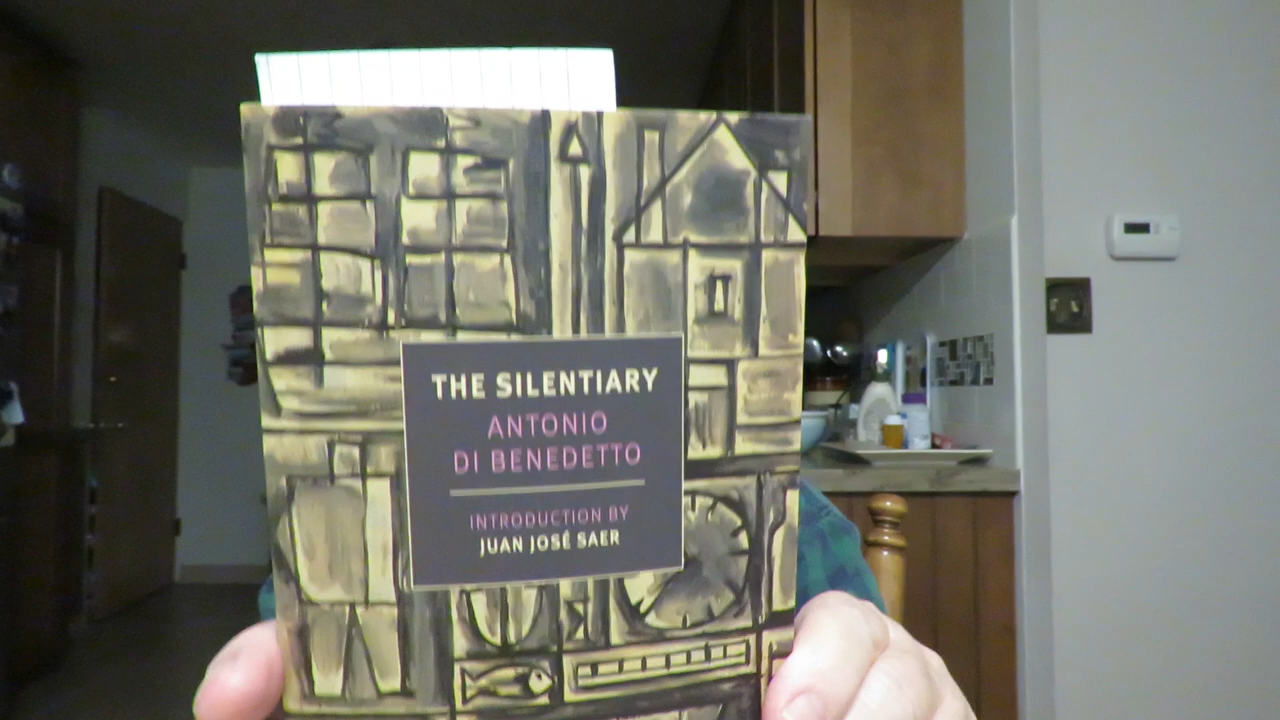 THE SILENTIARY
ANTONIO
DI BENEDETTO
INTRODUCTION BY
JUAN JOSÉ SAER